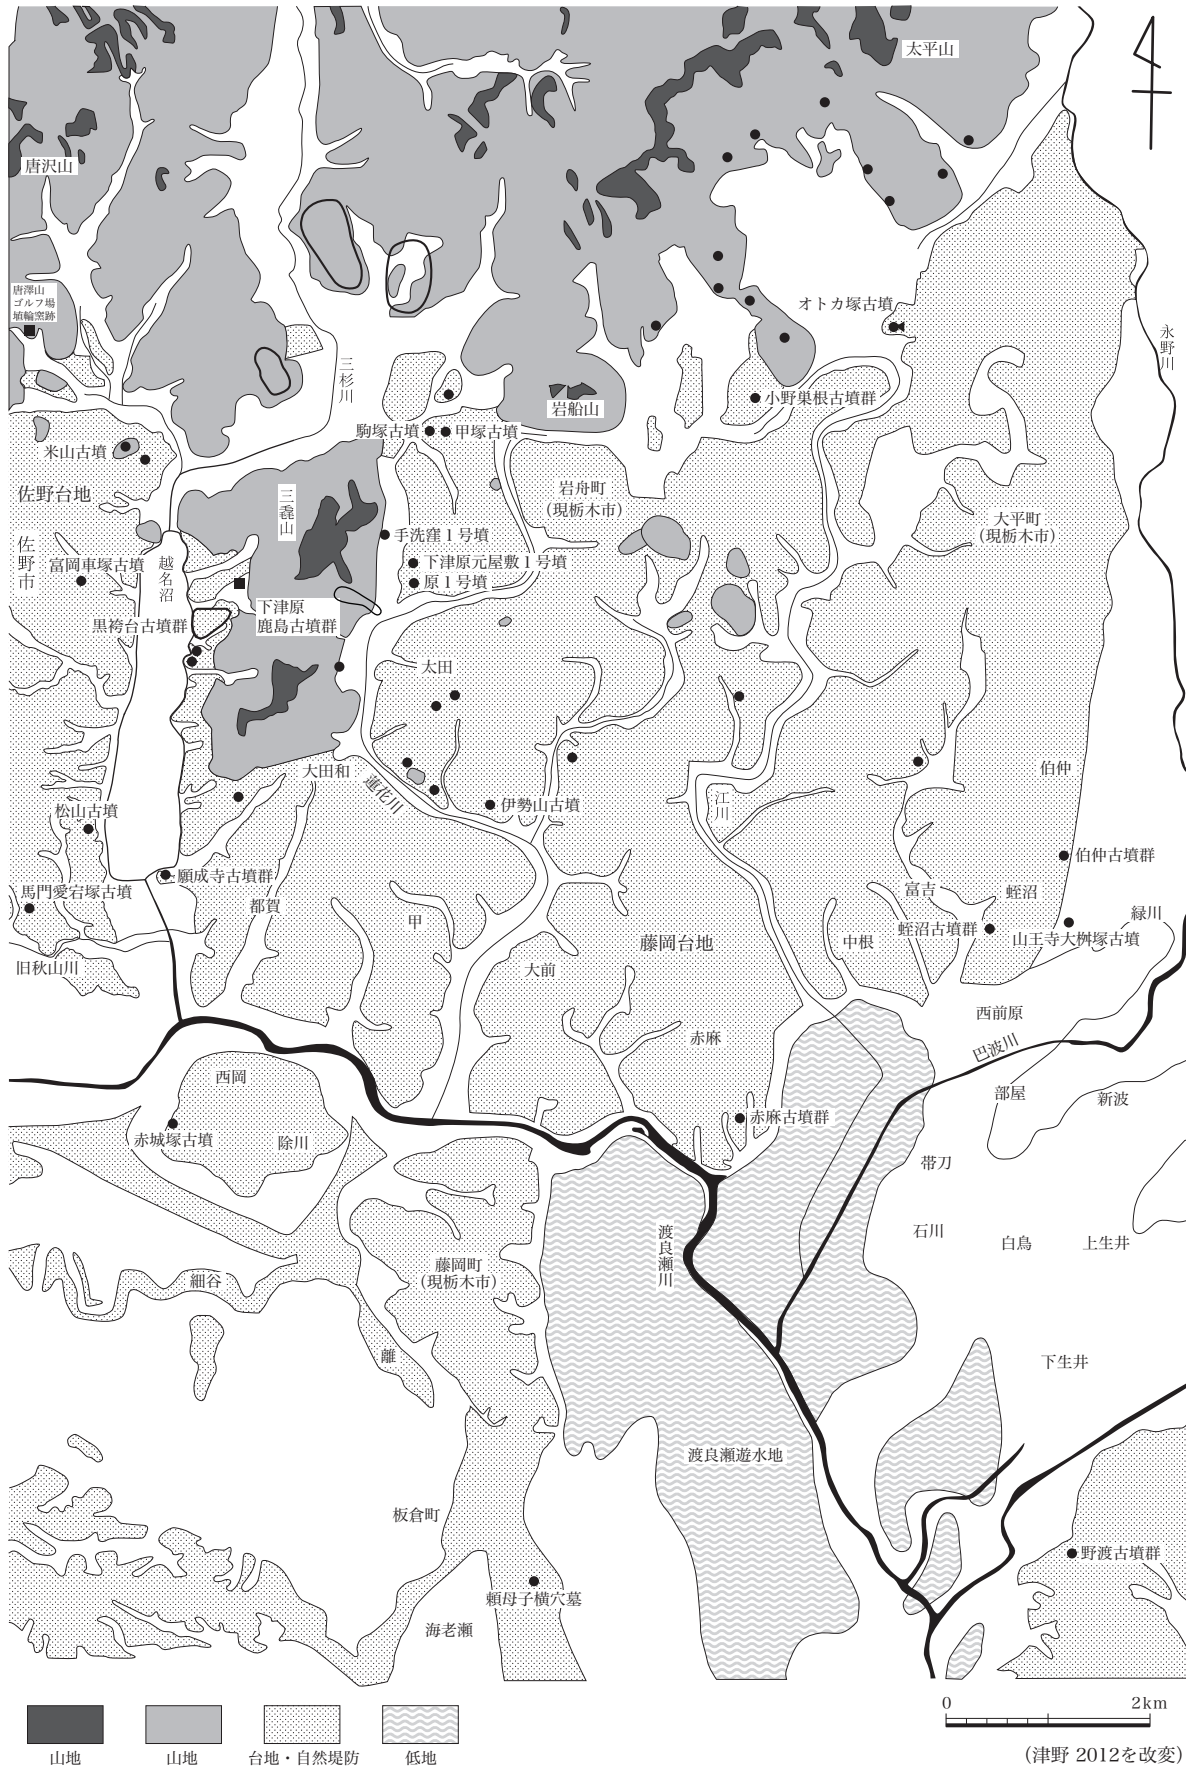 太平山
唐沢山
唐澤山
ゴルフ場
埴輪窯跡
オトカ塚古墳
永野川
三杉川
岩船山
小野巣根古墳群
駒塚古墳
甲塚古墳
米山古墳
佐野台地
三毳山
岩舟町
(現栃木市)
大平町
(現栃木市)
手洗窪1号墳
佐野市
富岡車塚古墳
越名沼
下津原元屋敷1号墳
原1号墳
下津原
鹿島古墳群
黒袴台古墳群
太田
大田和
蓮花川
伊勢山古墳
江川
伯仲
松山古墳
伯仲古墳群
願成寺古墳群
馬門愛宕塚古墳
都賀
甲
富吉
蛭沼
緑川
蛭沼古墳群
山王寺大桝塚古墳
中根
藤岡台地
大前
旧秋山川
西前原
赤麻
巴波川
西岡
部屋
新波
赤城塚古墳
除川
赤麻古墳群
帯刀
石川
白鳥
上生井
渡良瀬川
藤岡町
(現栃木市)
細谷
離
下生井
渡良瀬遊水地
板倉町
野渡古墳群
頼母子横穴墓
海老瀬
0
2km
山地
山地
台地・自然堤防
低地
(津野 2012を改変)